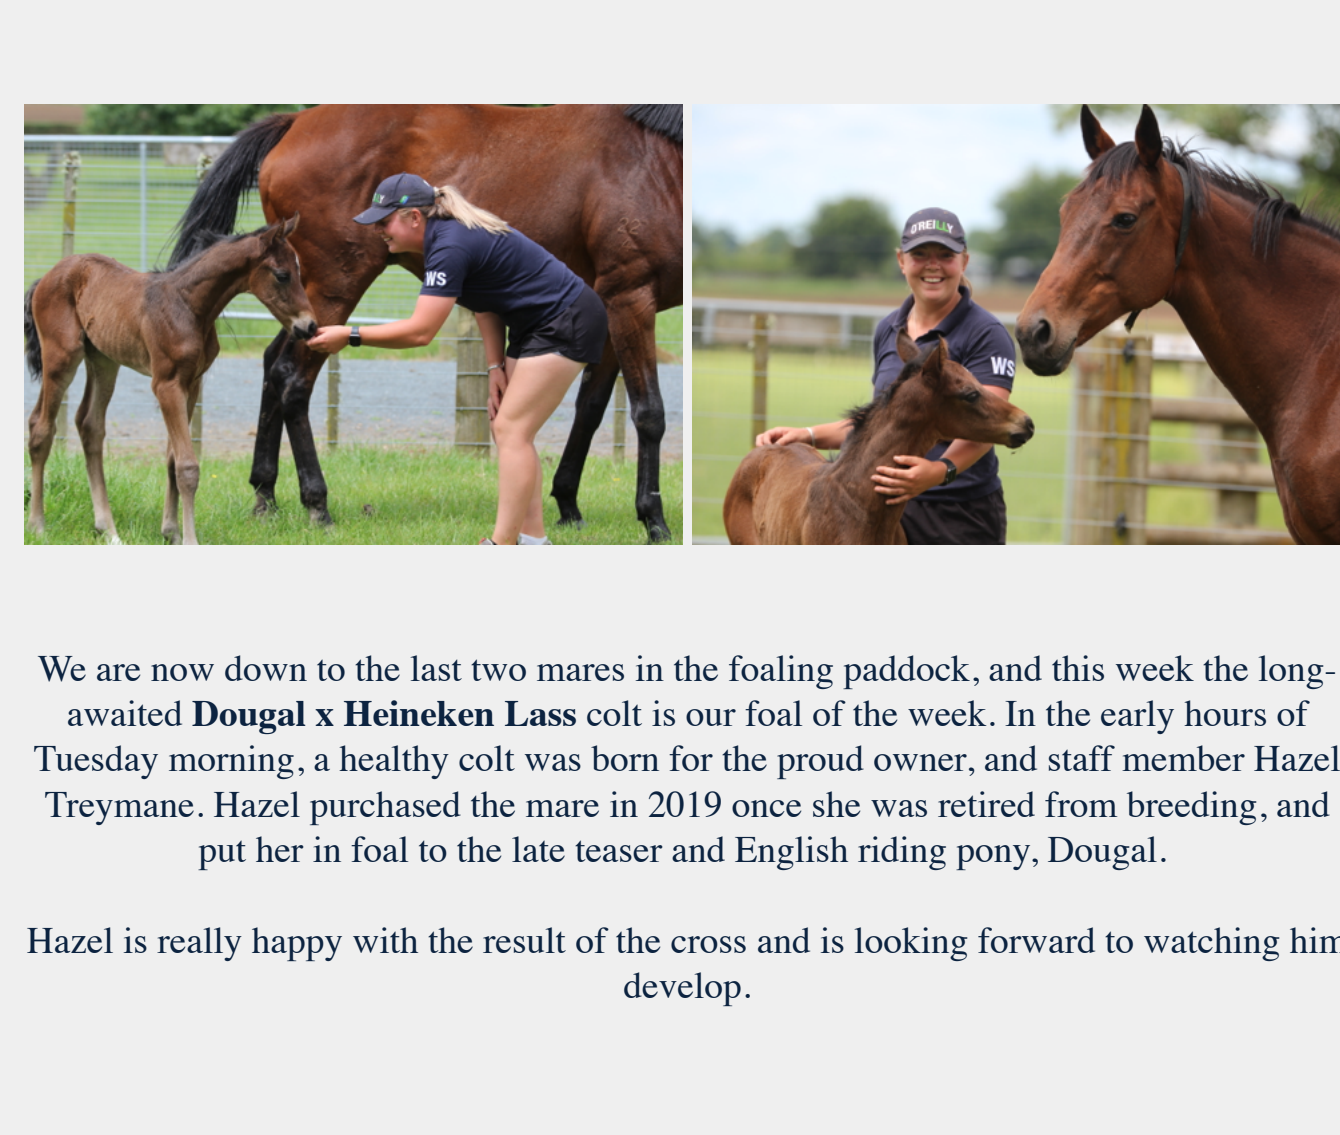 LLY
WS
O'REILLY
WS
We are now down to the last two mares in the foaling paddock, and this week the long-
awaited Dougal x Heineken Lass colt is our foal of the week. In the early hours of
Tuesday morning, a healthy colt was born for the proud owner, and staff member Hazel
Treymane. Hazel purchased the mare in 2019 once she was retired from breeding, and
put her in foal to the late teaser and English riding pony, Dougal.
Hazel is really happy with the result of the cross and is looking forward to watching him
develop.